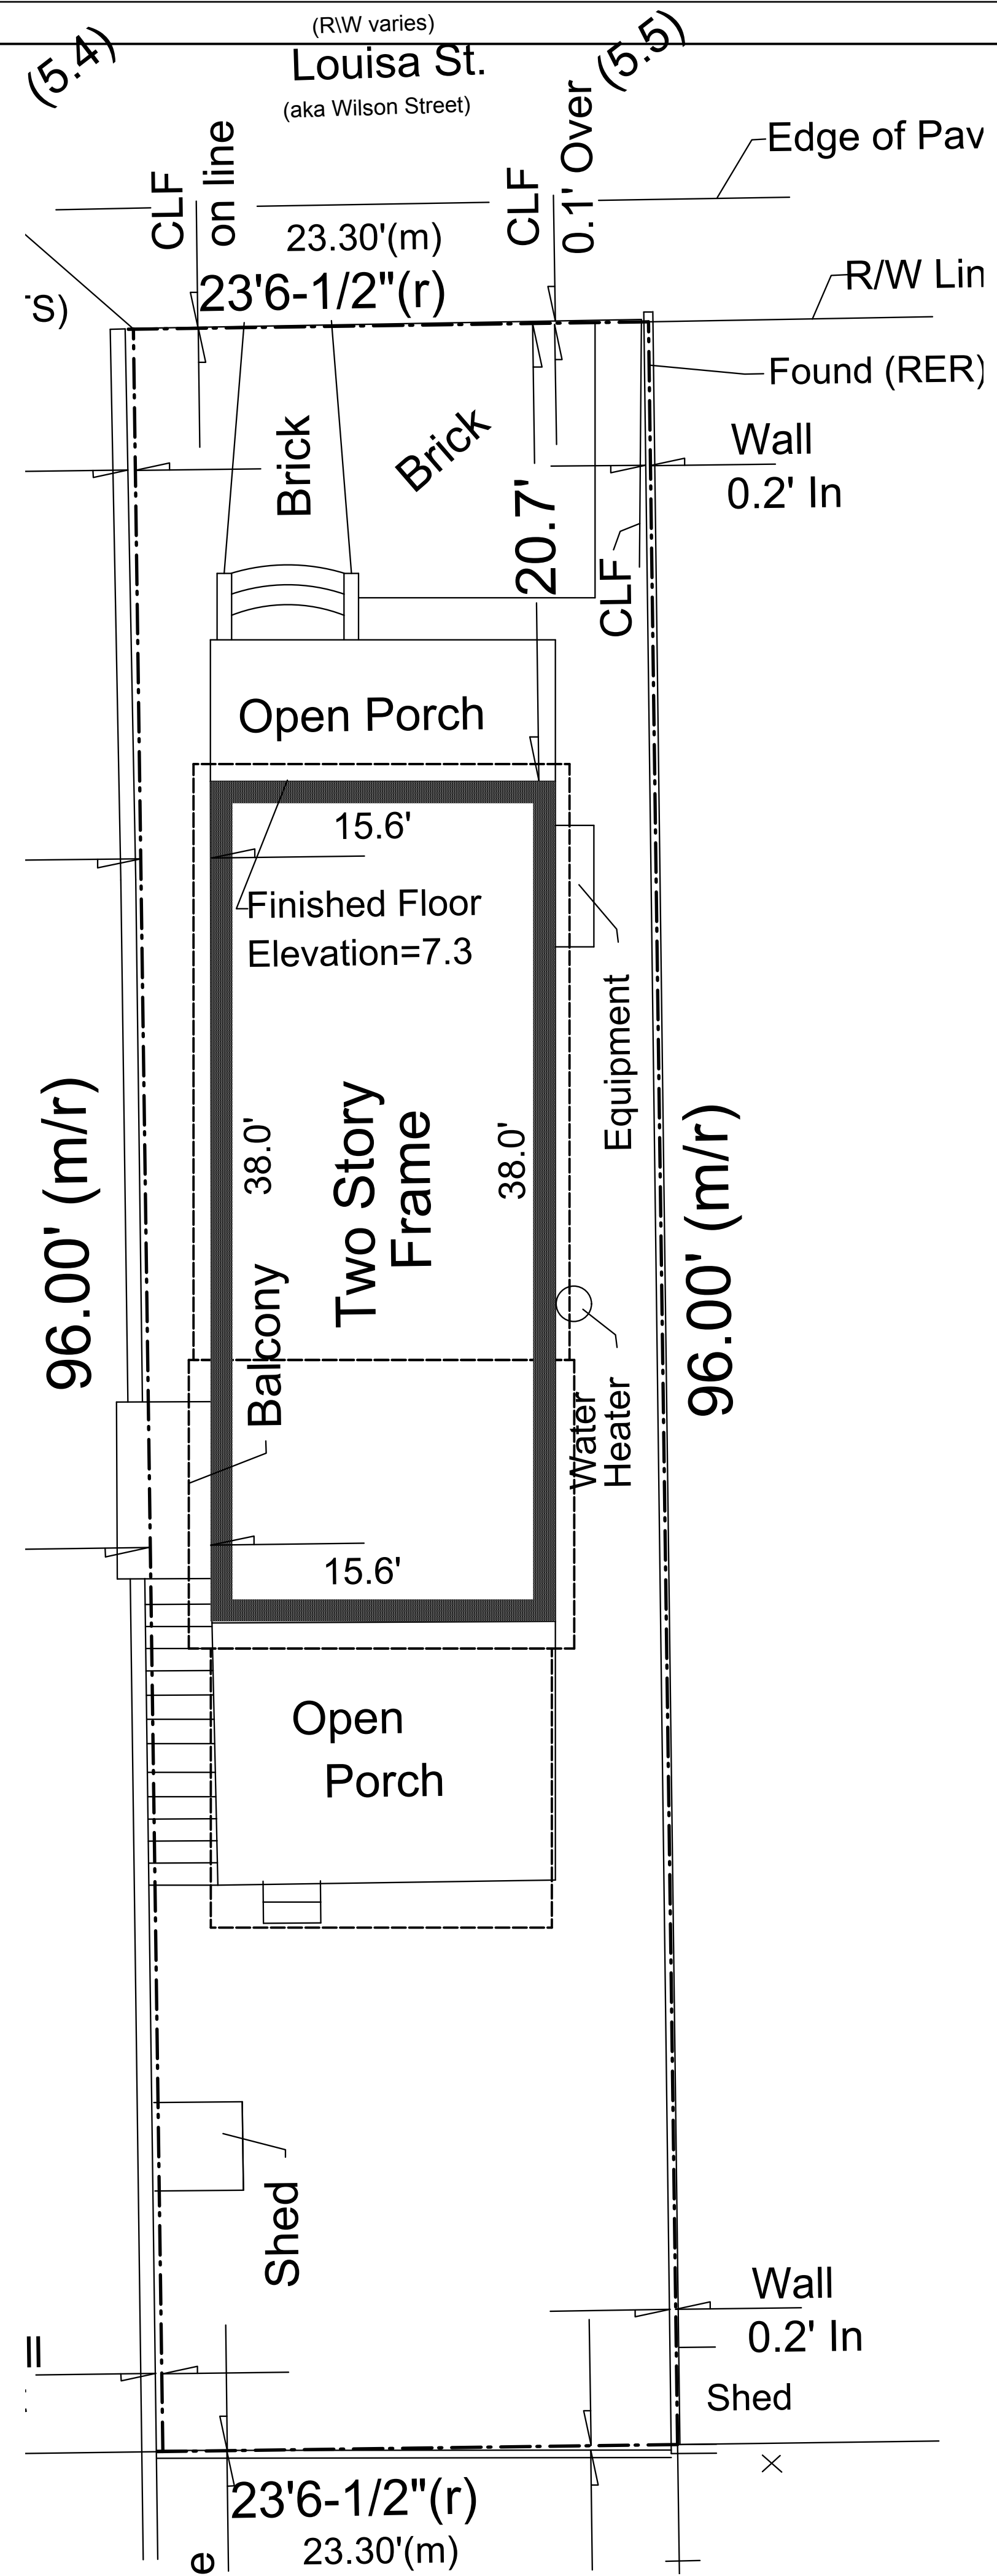 (R\W varies)
Louisa St.
(aka Wilson Street)
(5.4)
(5.5)
CLF
on line
CLF
0.1' Over
Edge of Pav
23.30'(m)
23'6-1/2"(r)
R/W Lin
S)
Found (RER)
Brick
Brick
Wall
0.2' In
20.7'
CLF
Open Porch
15.6'
Finished Floor
Elevation=7.3
Equipment
96.00' (m/r)
38.0'
Two Story
Frame
38.0'
96.00' (m/r)
Balcony
Water
Heater
15.6'
Open
Porch
Shed
Wall
0.2' In
ll
Shed
23'6-1/2"(r)
23.30'(m)
e